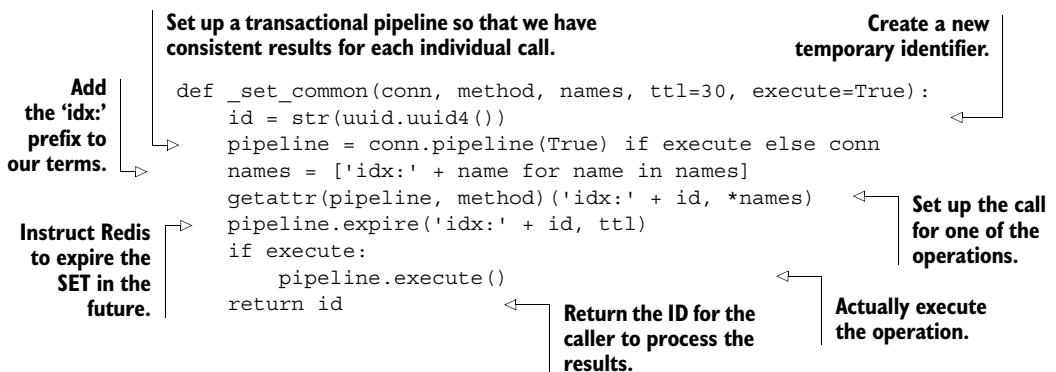 Set up a transactional pipeline so that we have
consistent results for each individual call.
Create a new
temporary identifier.
Add
the ‘idx:’
prefix to
our terms.
def _set_common(conn, method, names, ttl=30, execute=True):
    id = str(uuid.uuid4())
    pipeline = conn.pipeline(True) if execute else conn
    names = ['idx:' + name for name in names]
    getattr(pipeline, method)('idx:' + id, *names)
    pipeline.expire('idx:' + id, ttl)
    if execute:
        pipeline.execute()
    return id
Set up the call
for one of the
operations.
Instruct Redis
to expire the
SET in the
future.
Return the ID for the
caller to process the
results.
Actually execute
the operation.